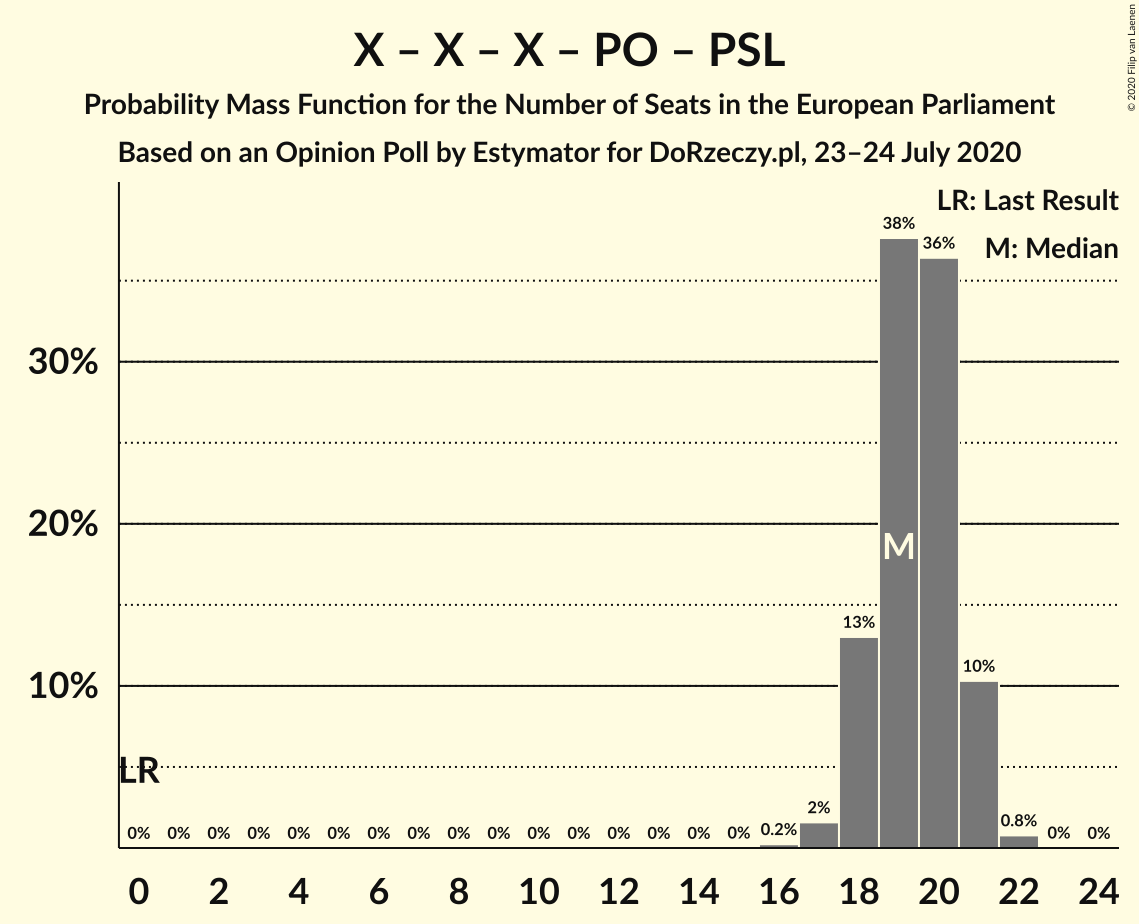 X – X – X – PO – PSL
Probability Mass Function for the Number of Seats in the European Parliament
Based on an Opinion Poll by Estymator for DoRzeczy.pl, 23–24 July 2020
© 2020 Filip van Laenen
LR: Last Result
M: Median
38%
36%
30%
20%
M
13%
10%
10%
LR
2%
0.2%
0.8%
0% 0% 0% 0% 0% 0% 0% 0% 0% 0% 0% 0% 0% 0% 0% 0% 0% 0%
0 2 4 6 8 10 12 14 16 18 20 22 24